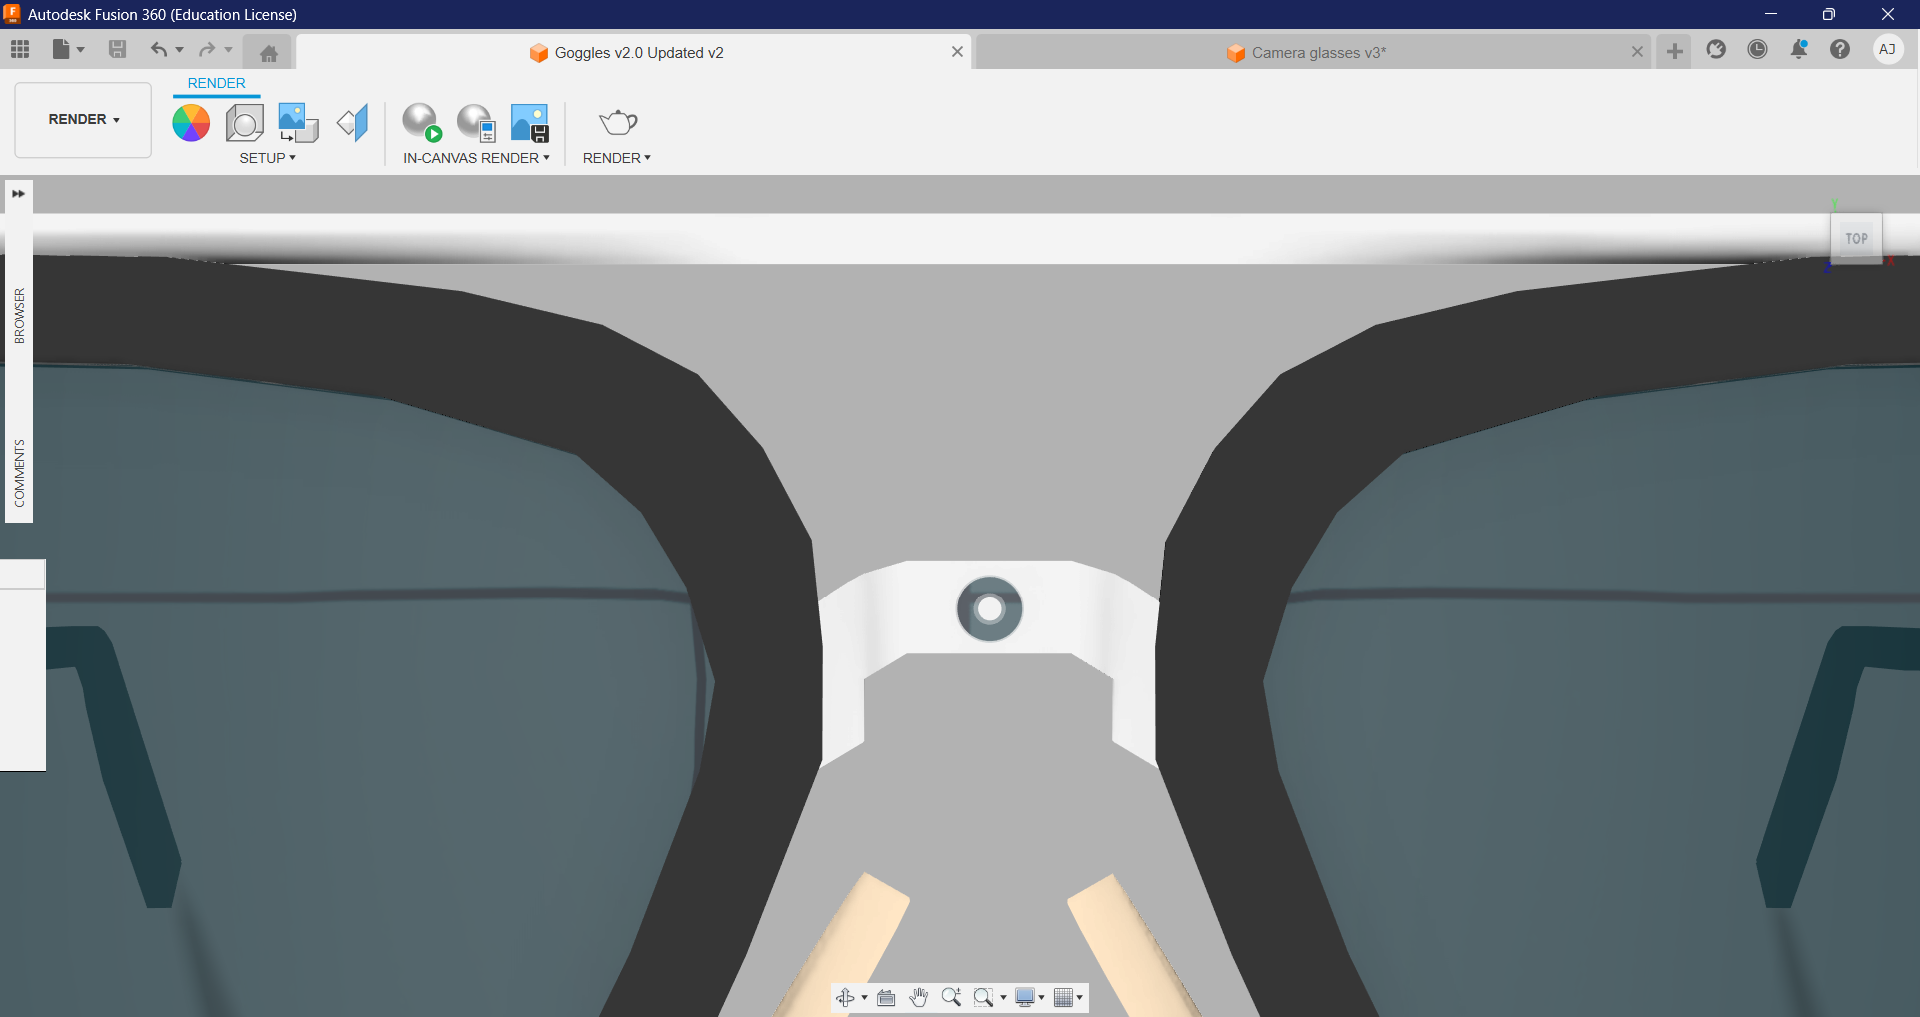 Autodesk Fusion 360 (Education License)
Goggles v2.0 Updated v2
Camera glasses v3*
AJ
RENDER
RENDER
SETUP
IN-CANVAS RENDER
RENDER
BROWSER
COMMENTS
Y
TOP
Z
X